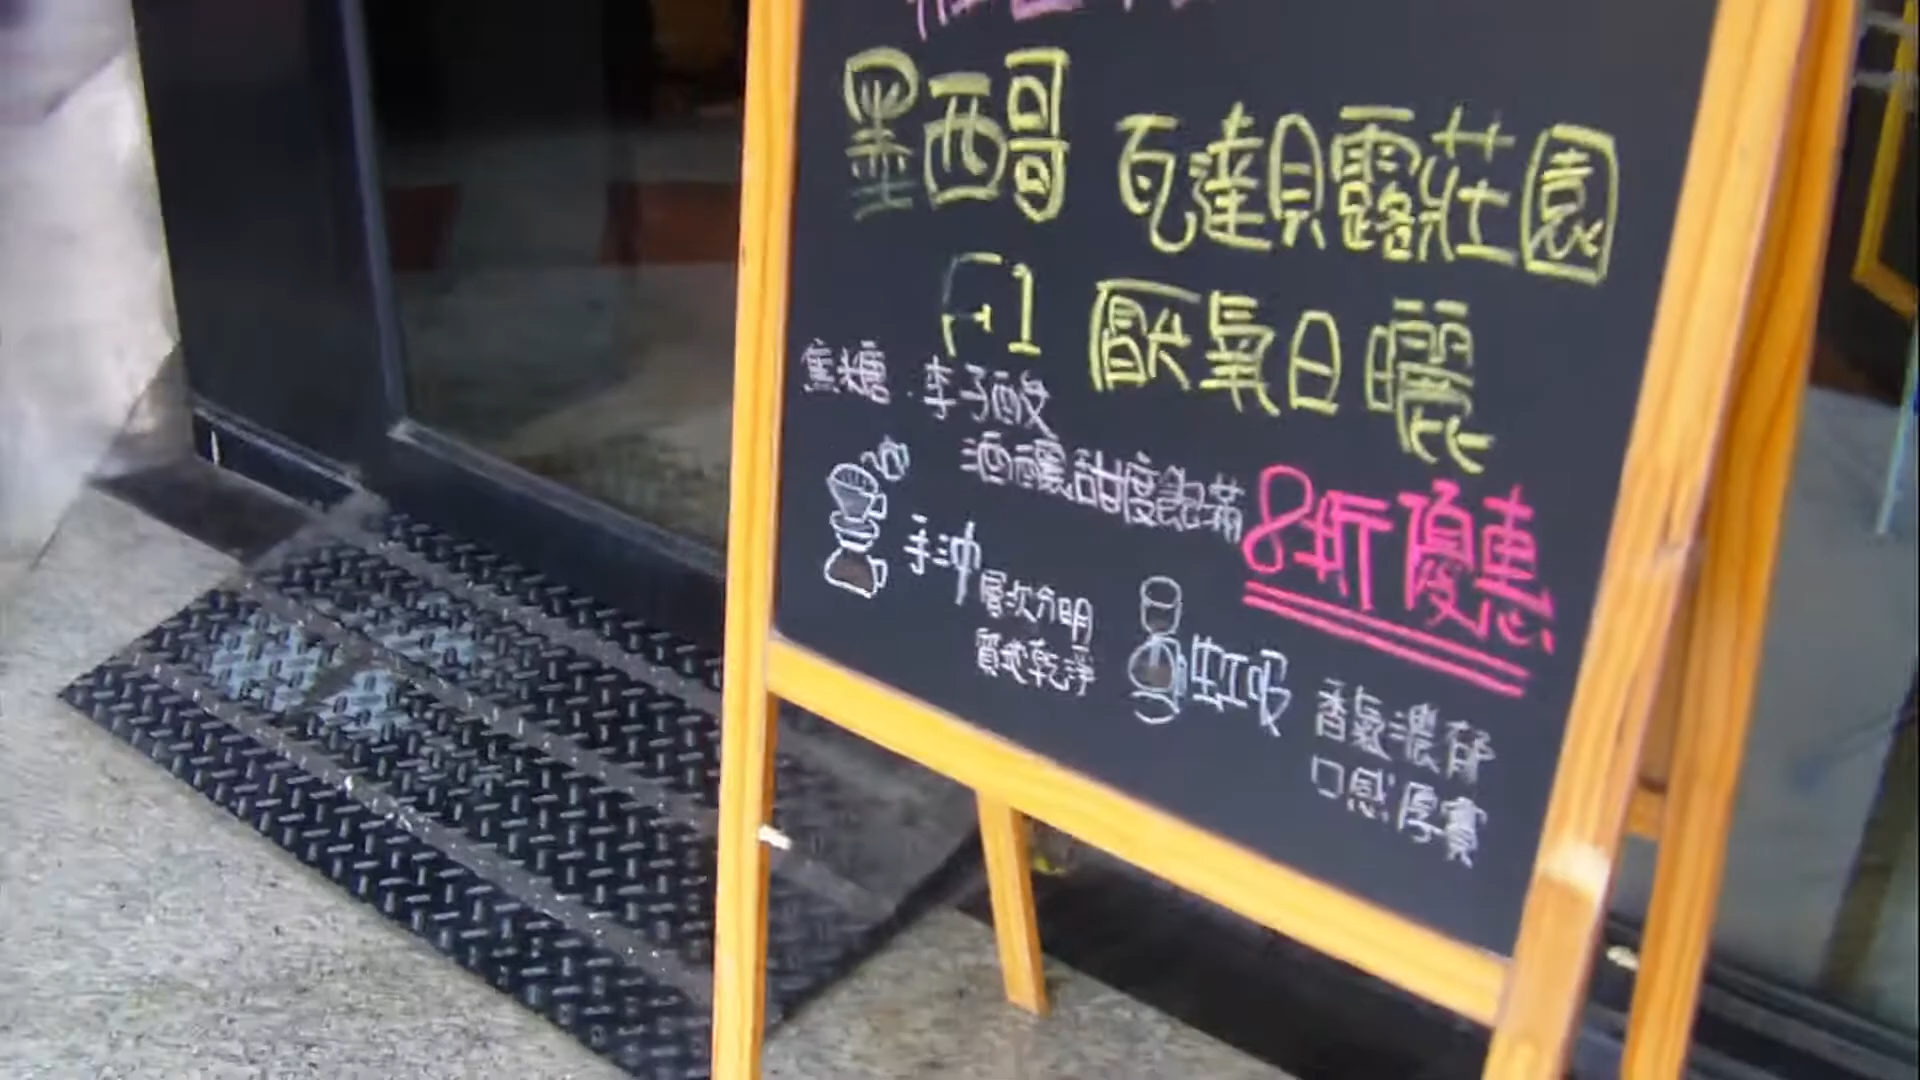 墨西哥 瓦達貝露莊園
F1 厭氧日曬
焦糖．李子酸
酒釀甜度飽滿
8折優惠
手沖
層次分明
質地乾淨
虹吸
香氣濃郁
口感厚實